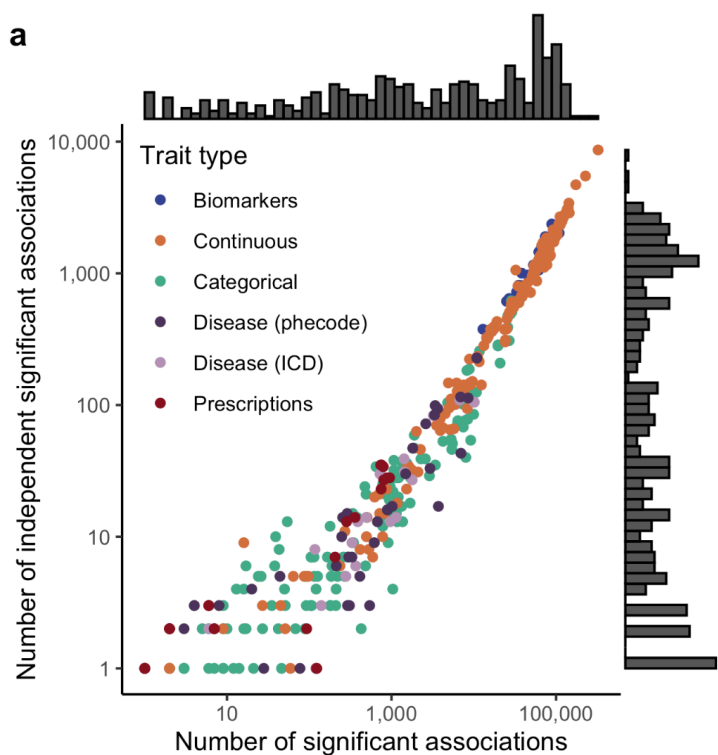 a
10,000
1,000
100
10
1
Number of independent significant associations
Trait type
Biomarkers
Continuous
Categorical
Disease (phecode)
Disease (ICD)
Prescriptions
10
1,000
100,000
Number of significant associations